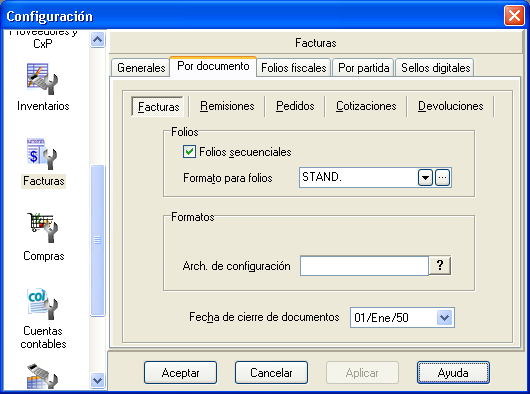 Configuración
Proveedores y
CxP
Inventarios
Facturas
Compras
Cuentas
contables
Facturas
Generales
Por documento
Folios fiscales
Por partida
Sellos digitales
Facturas
Remisiones
Pedidos
Cotizaciones
Devoluciones
Folios
Folios secuenciales
Formato para folios
STAND.
...
Formatos
Arch. de configuración
?
Fecha de cierre de documentos
01/Ene/50
Aceptar
Cancelar
Aplicar
Ayuda